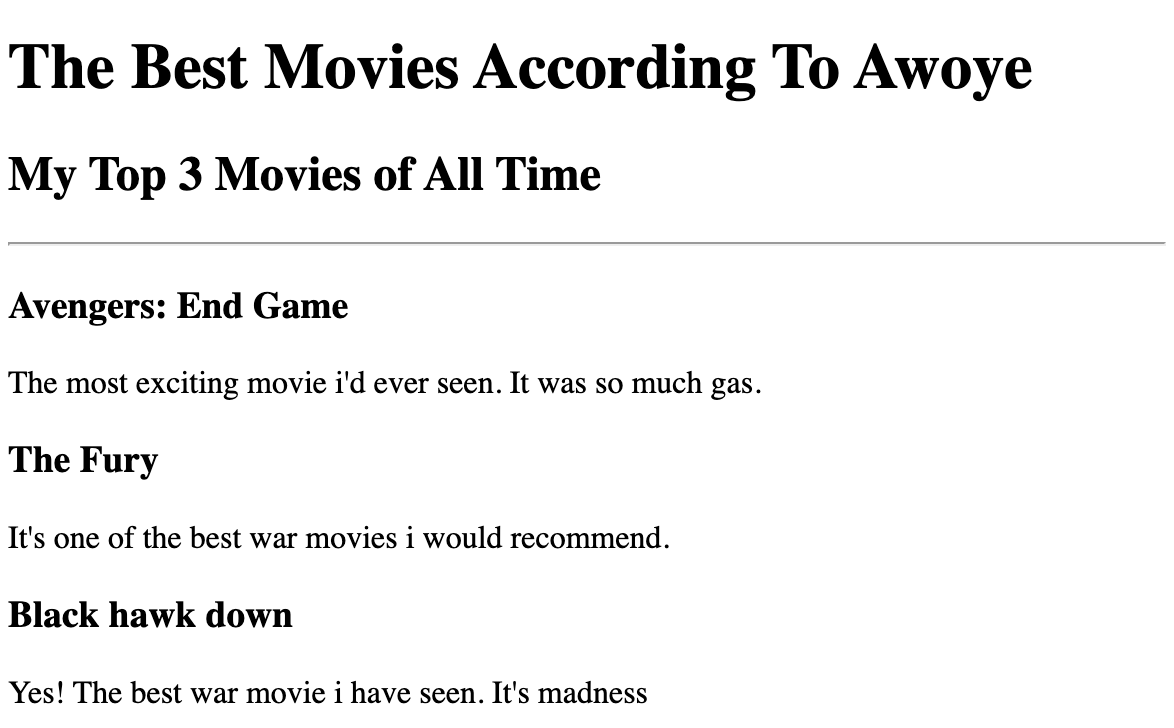 The Best Movies According To Awoye
My Top 3 Movies of All Time
Avengers: End Game
The most exciting movie i'd ever seen. It was so much gas.
The Fury
It's one of the best war movies i would recommend.
Black hawk down
Yes! The best war movie i have seen. It's madness